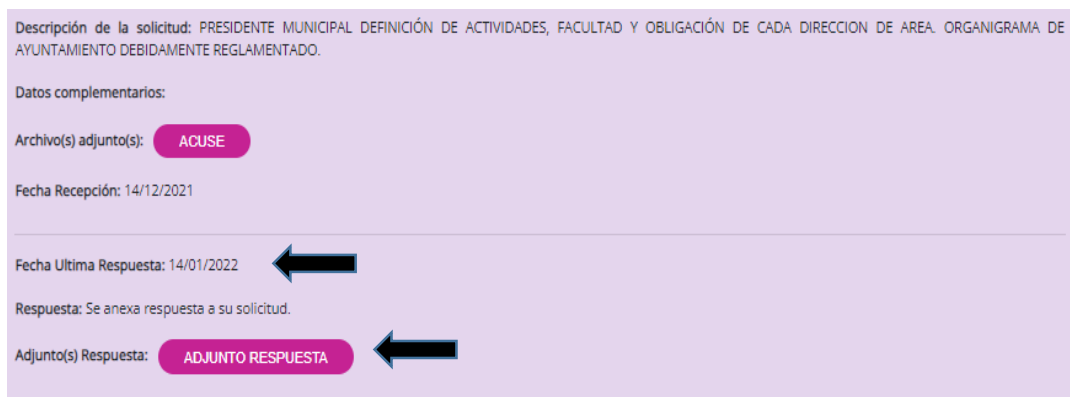 Descripción de la solicitud: PRESIDENTE MUNICIPAL DEFINICIÓN DE ACTIVIDADES, FACULTAD Y OBLIGACIÓN DE CADA DIRECCION DE AREA. ORGANIGRAMA DE
AYUNTAMIENTO DEBIDAMENTE REGLAMENTADO.
Datos complementarios:
Archivo(s) adjunto(s): ACUSE
Fecha Recepción: 14/12/2021
Fecha Ultima Respuesta: 14/01/2022
Respuesta: Se anexa respuesta a su solicitud.
Adjunto(s) Respuesta: ADJUNTO RESPUESTA